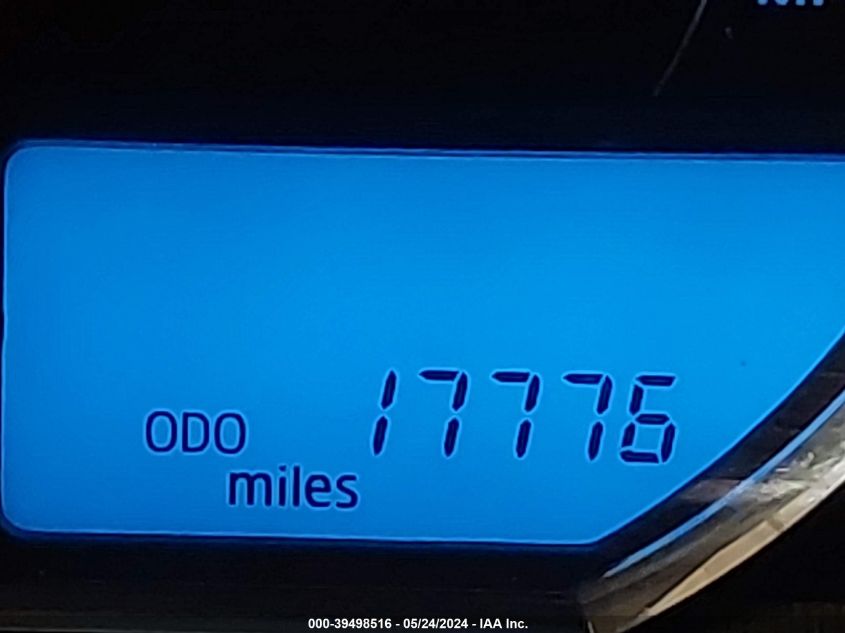 ODO 17776
miles
000-39498516 - 05/24/2024 - IAA Inc.